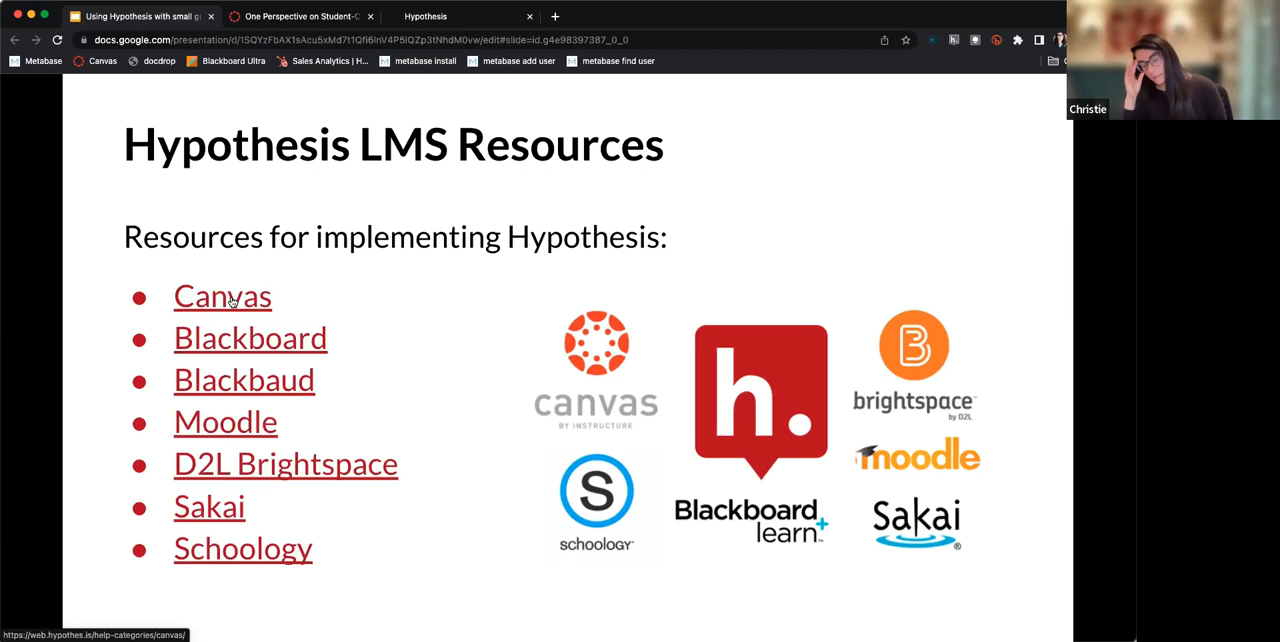 Using Hypothesis with small g
One Perspective on Student-C
Hypothesis
docs.google.com/presentation/d/1SQYzFbAX1sAcu5xMd7t1Qfi6lnV4P5lQZp3tNhdM0vw/edit#slide=id.g4e98397387_0_0
Metabase
Canvas
docdrop
Blackboard Ultra
Sales Analytics | H...
metabase install
metabase add user
metabase find user
Christie
Hypothesis LMS Resources
Resources for implementing Hypothesis:
● Canvas
● Blackboard
● Blackbaud
● Moodle
● D2L Brightspace
● Sakai
● Schoology
canvas
BY INSTRUCTURE
h.
B
brightspace™
by D2L
moodle
S
schoology®
Blackboard
learn+™
Sakai®
https://web.hypothes.is/help-categories/canvas/